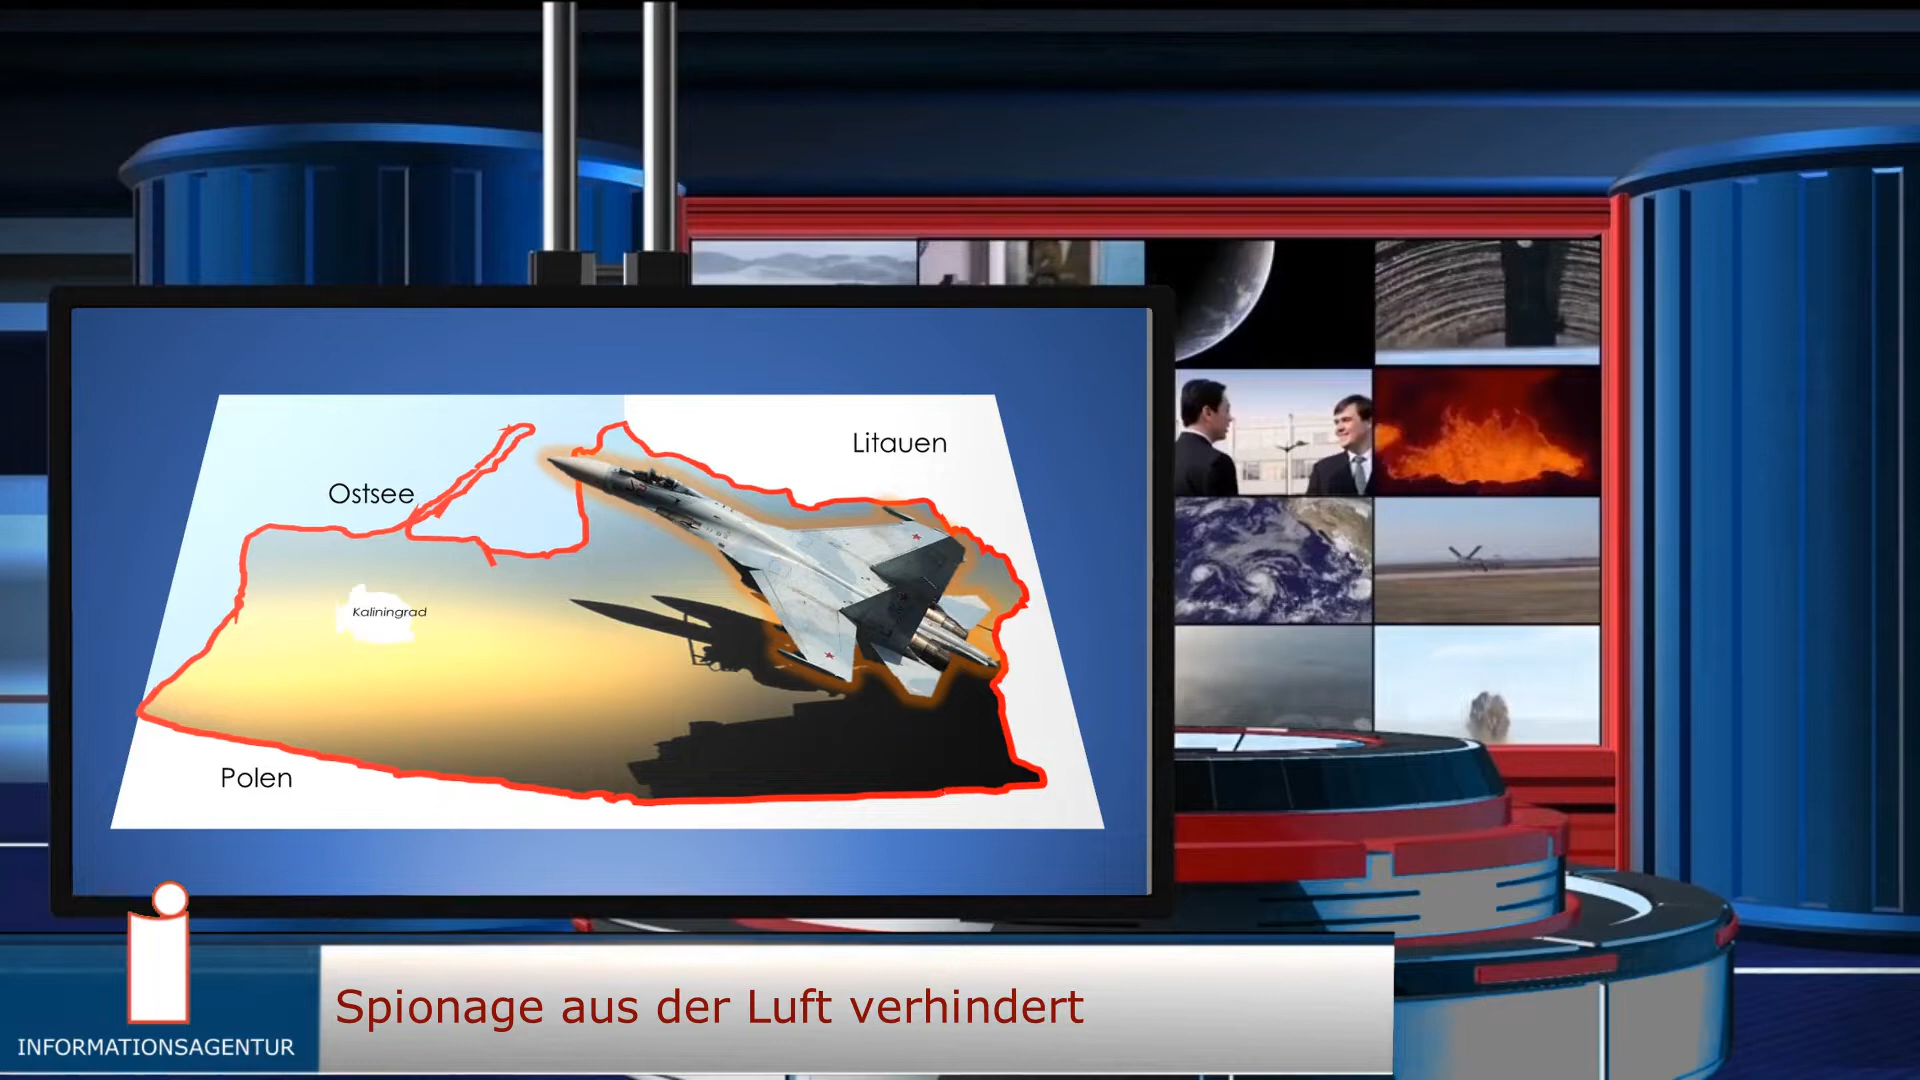 Litauen
Ostsee
Kaliningrad
Polen
Spionage aus der Luft verhindert
INFORMATIONSAGENTUR